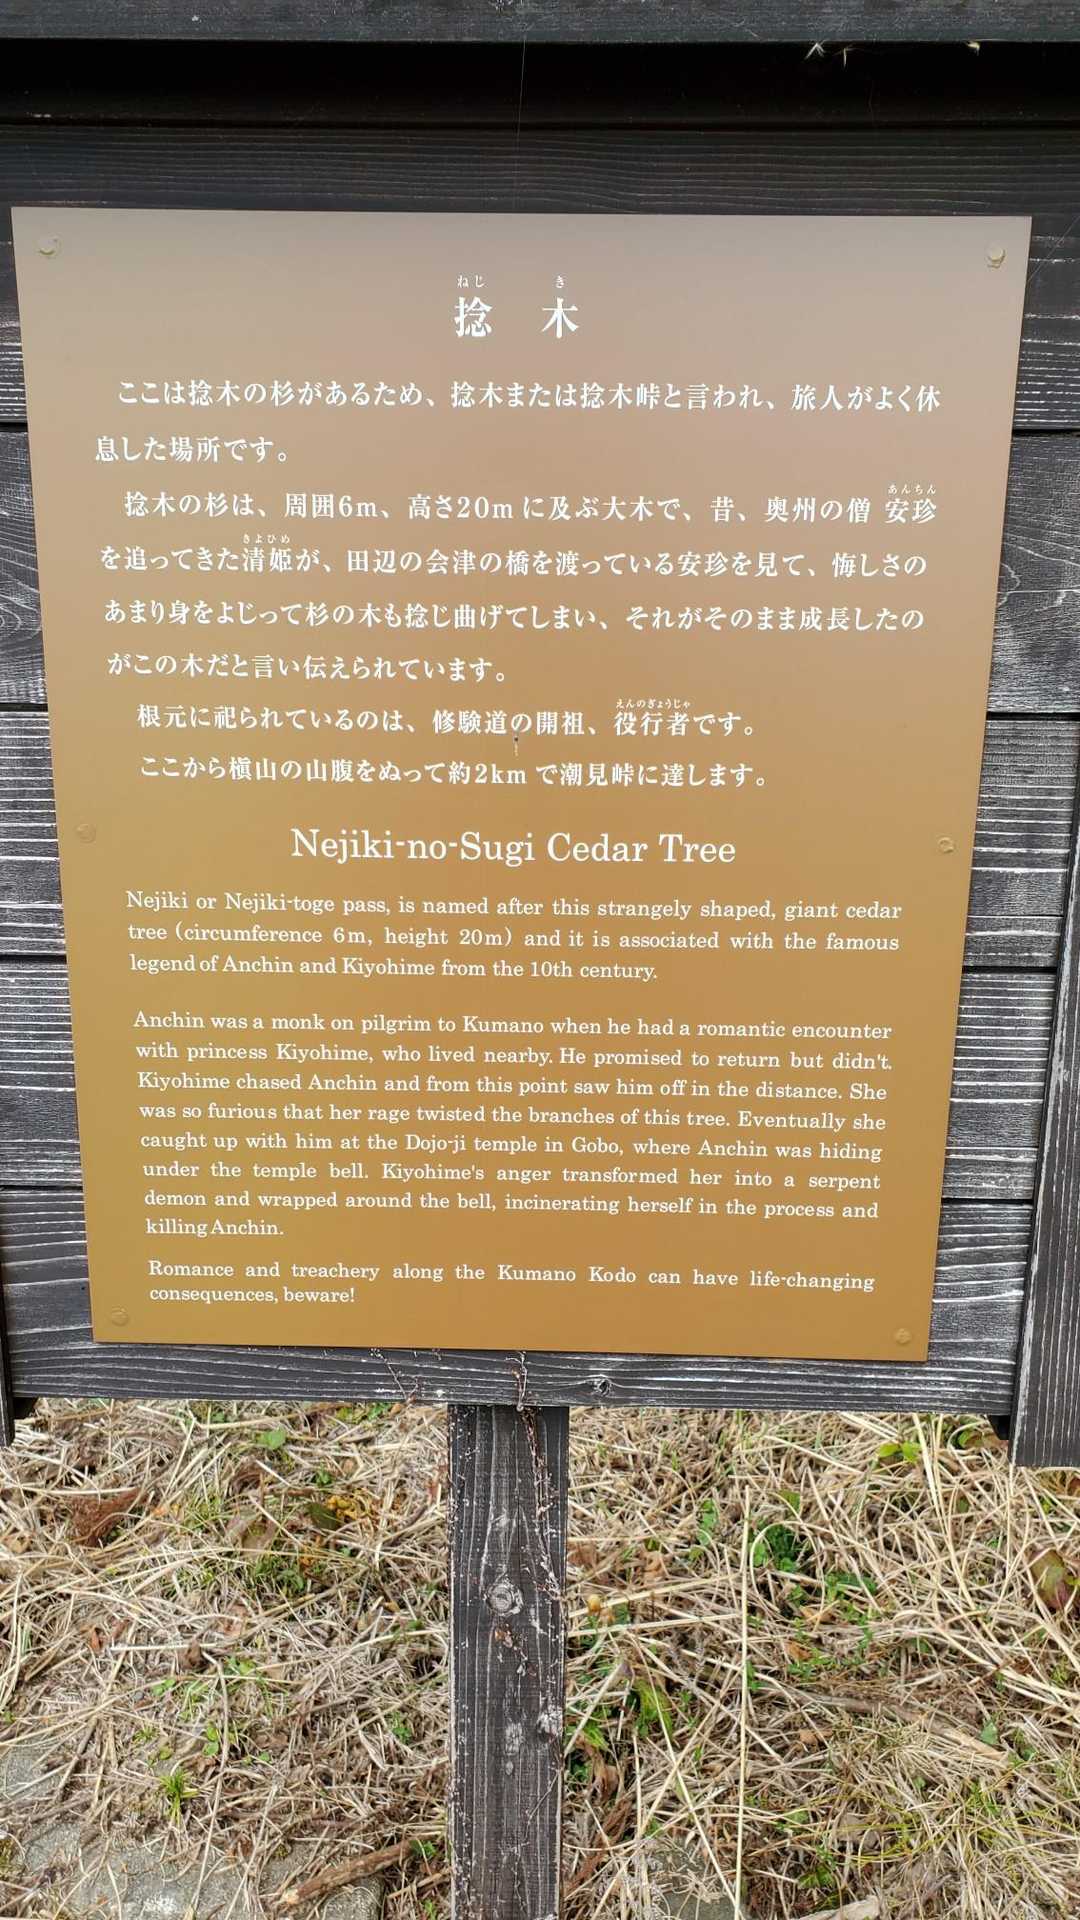 ねじ き
捻 木
ここは捻木の杉があるため、捻木または捻木峠と言われ、旅人がよく休
息した場所です。
捻木の杉は、周囲6m、高さ20mに及ぶ大木で、昔、奥州の僧 安珍
あんちん
を追ってきた清姫が、田辺の会津の橋を渡っている安珍を見て、悔しさの
きよひめ
あまり身をよじって杉の木も捻じ曲げてしまい、それがそのまま成長したの
がこの木だと言い伝えられています。
根元に祀られているのは、修験道の開祖、役行者です。
えんのぎょうじゃ
ここから槇山の山腹をぬって約2kmで潮見峠に達します。
Nejiki-no-Sugi Cedar Tree
Nejiki or Nejiki-toge pass, is named after this strangely shaped, giant cedar
tree (circumference 6m, height 20m) and it is associated with the famous
legend of Anchin and Kiyohime from the 10th century.
Anchin was a monk on pilgrim to Kumano when he had a romantic encounter
with princess Kiyohime, who lived nearby. He promised to return but didn't.
Kiyohime chased Anchin and from this point saw him off in the distance. She
was so furious that her rage twisted the branches of this tree. Eventually she
caught up with him at the Dojo-ji temple in Gobo, where Anchin was hiding
under the temple bell. Kiyohime's anger transformed her into a serpent
demon and wrapped around the bell, incinerating herself in the process and
killing Anchin.
Romance and treachery along the Kumano Kodo can have life-changing
consequences, beware!